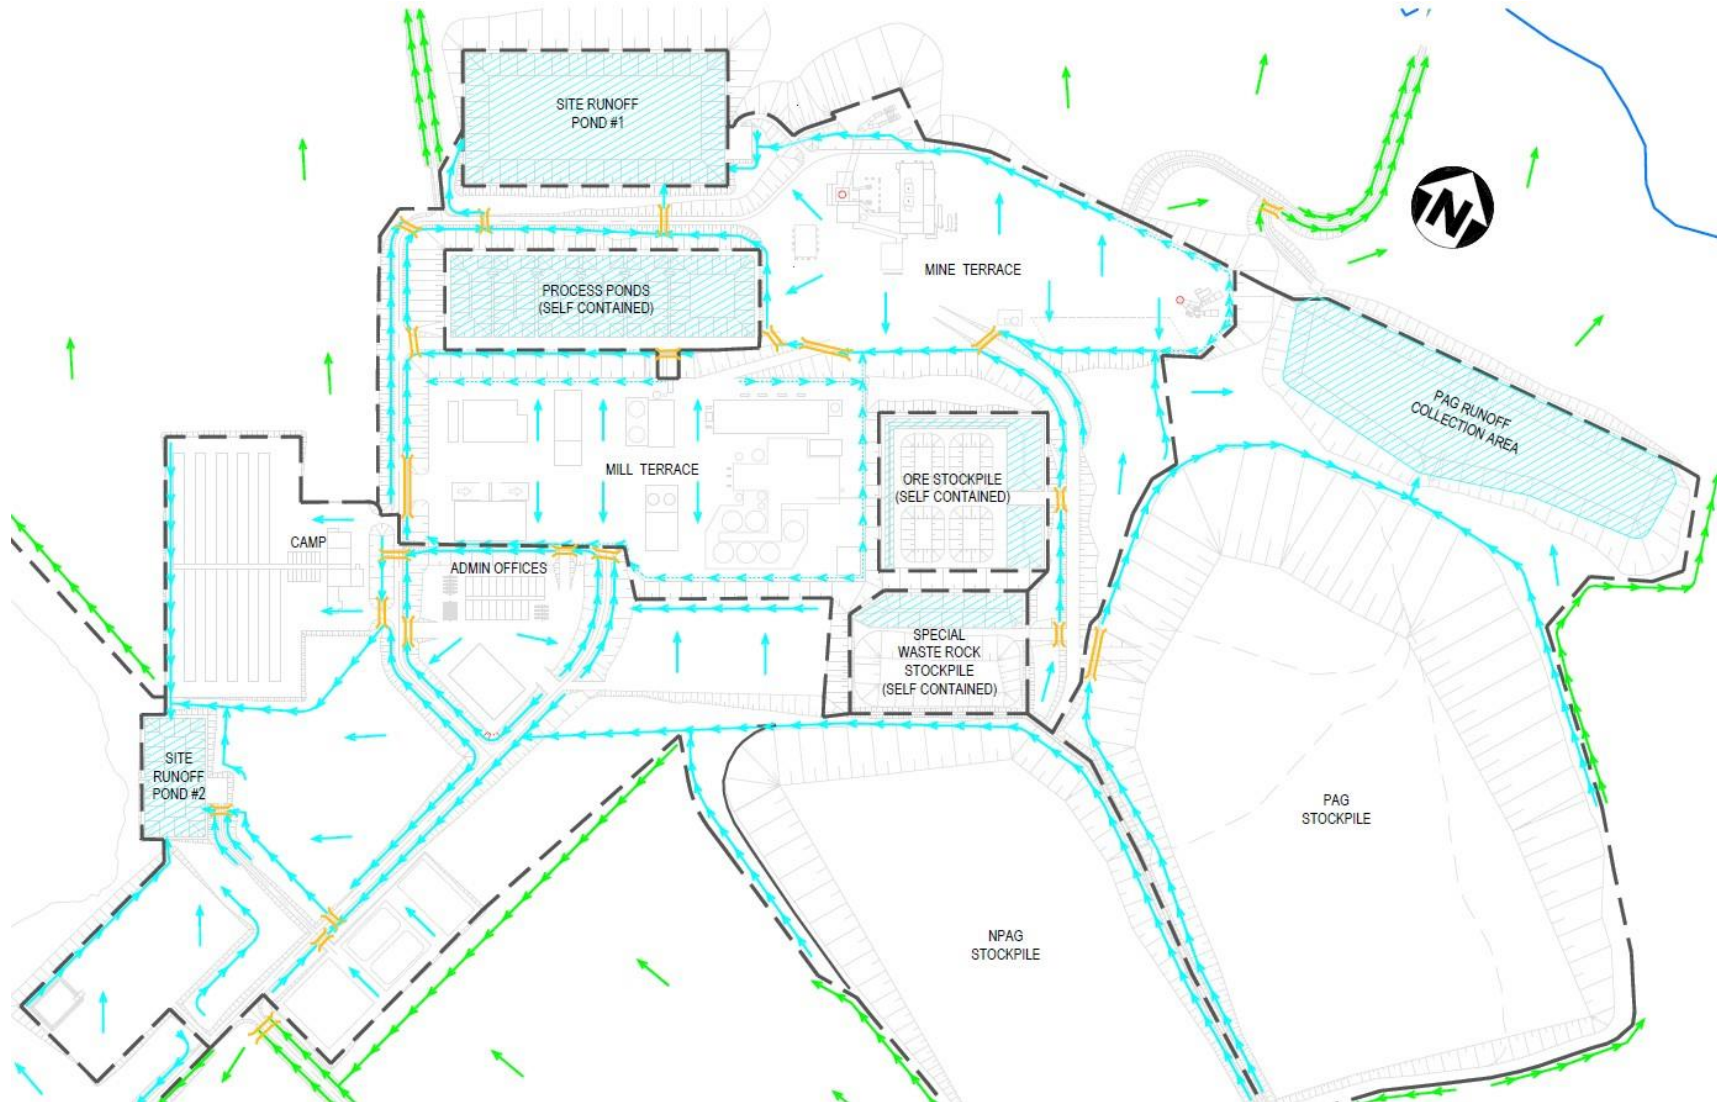 SITE RUNOFF
POND #1
N
MINE TERRACE
PROCESS PONDS
(SELF CONTAINED)
PAG RUNOFF
COLLECTION AREA
MILL TERRACE
ORE STOCKPILE
(SELF CONTAINED)
CAMP
ADMIN OFFICES
SPECIAL
WASTE ROCK
STOCKPILE
(SELF CONTAINED)
SITE
RUNOFF
POND #2
PAG
STOCKPILE
NPAG
STOCKPILE